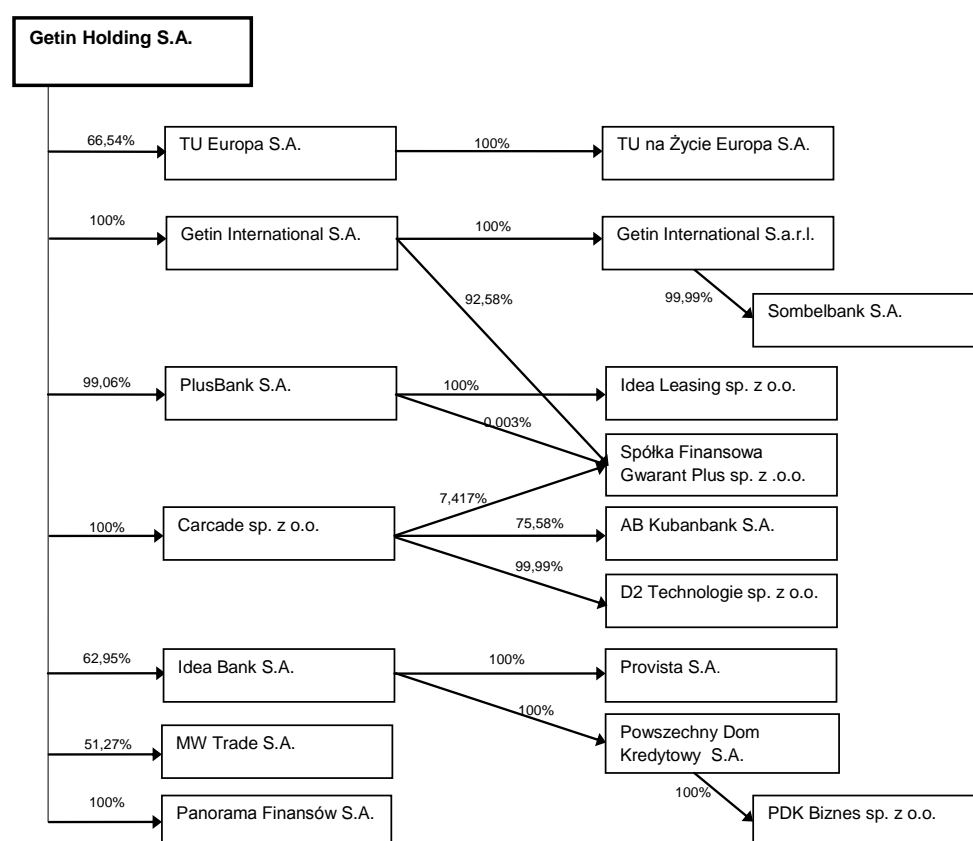 Getin Holding S.A.
66,54%
TU Europa S.A.
100%
TU na Życie Europa S.A.
100%
Getin International S.A.
100%
Getin International S.a.r.l.
92,58%
99,99%
Sombelbank S.A.
99,06%
PlusBank S.A.
100%
Idea Leasing sp. z o.o.
0,003%
Spółka Finansowa
Gwarant Plus sp. z .o.o.
7,417%
100%
Carcade sp. z o.o.
75,58%
AB Kubanbank S.A.
99,99%
D2 Technologie sp. z o.o.
62,95%
Idea Bank S.A.
100%
Provista S.A.
100%
Powszechny Dom
Kredytowy  S.A.
51,27%
MW Trade S.A.
100%
PDK Biznes sp. z o.o.
100%
Panorama Finansów S.A.